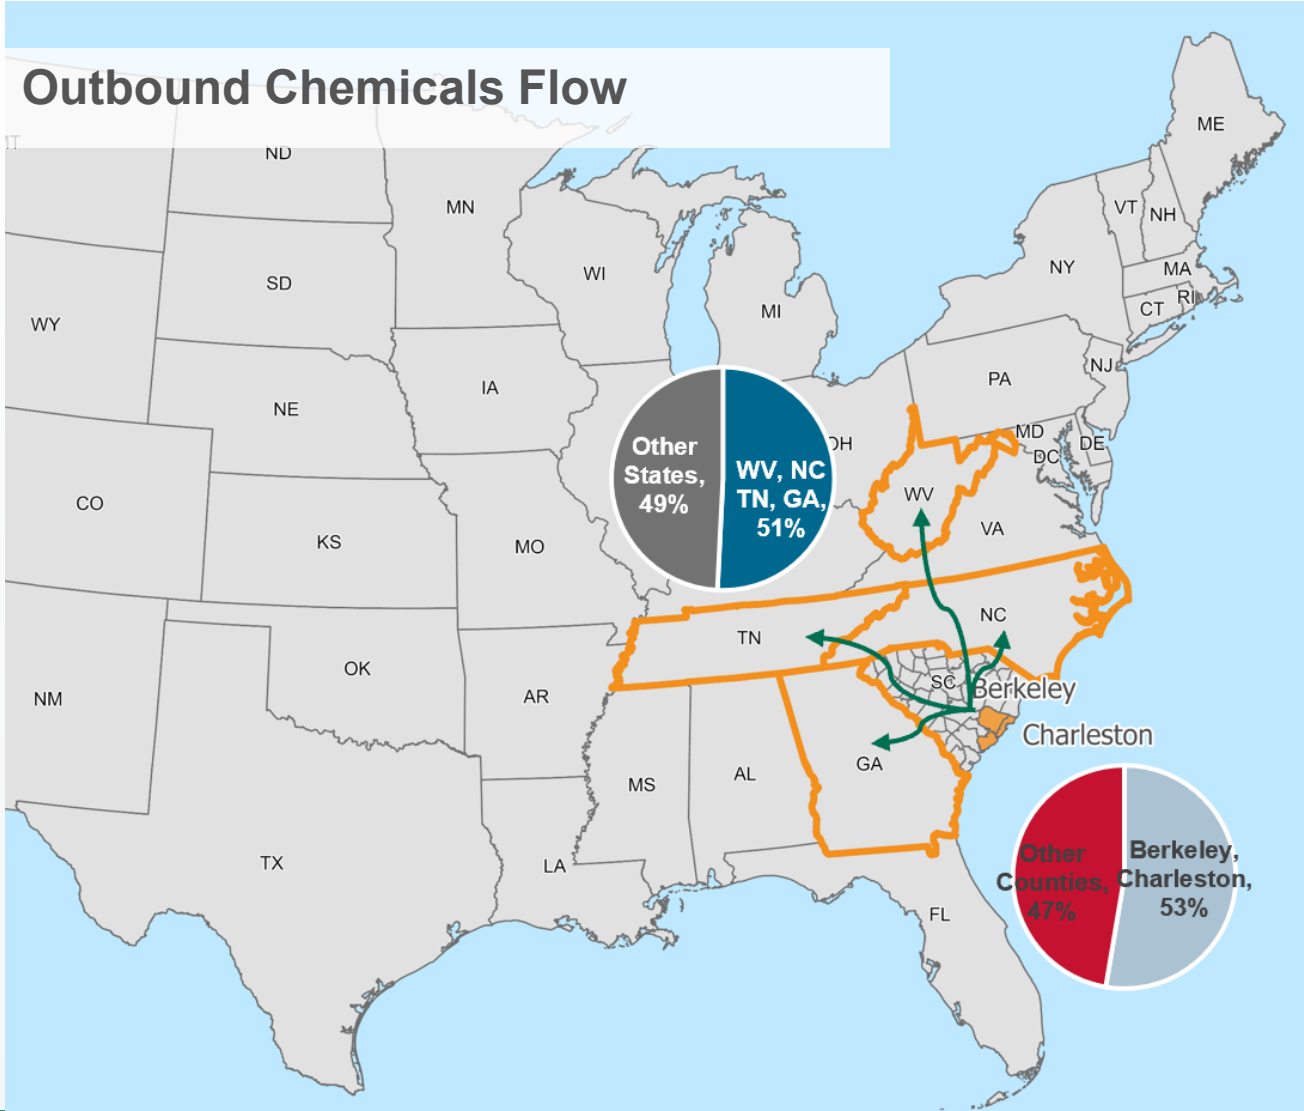 Outbound Chemicals Flow
MT
ND
MN
ME
VT
NH
SD
WI
NY
MA
WY
MI
CT
RI
IA
PA
NJ
NE
MD
DE
OH
DC
Other
States,
49%
WV, NC
TN, GA,
51%
WV
CO
KS
MO
VA
NC
TN
OK
SC
Berkeley
NM
AR
Charleston
GA
MS
AL
TX
LA
Other
Counties,
47%
Berkeley,
Charleston,
53%
FL